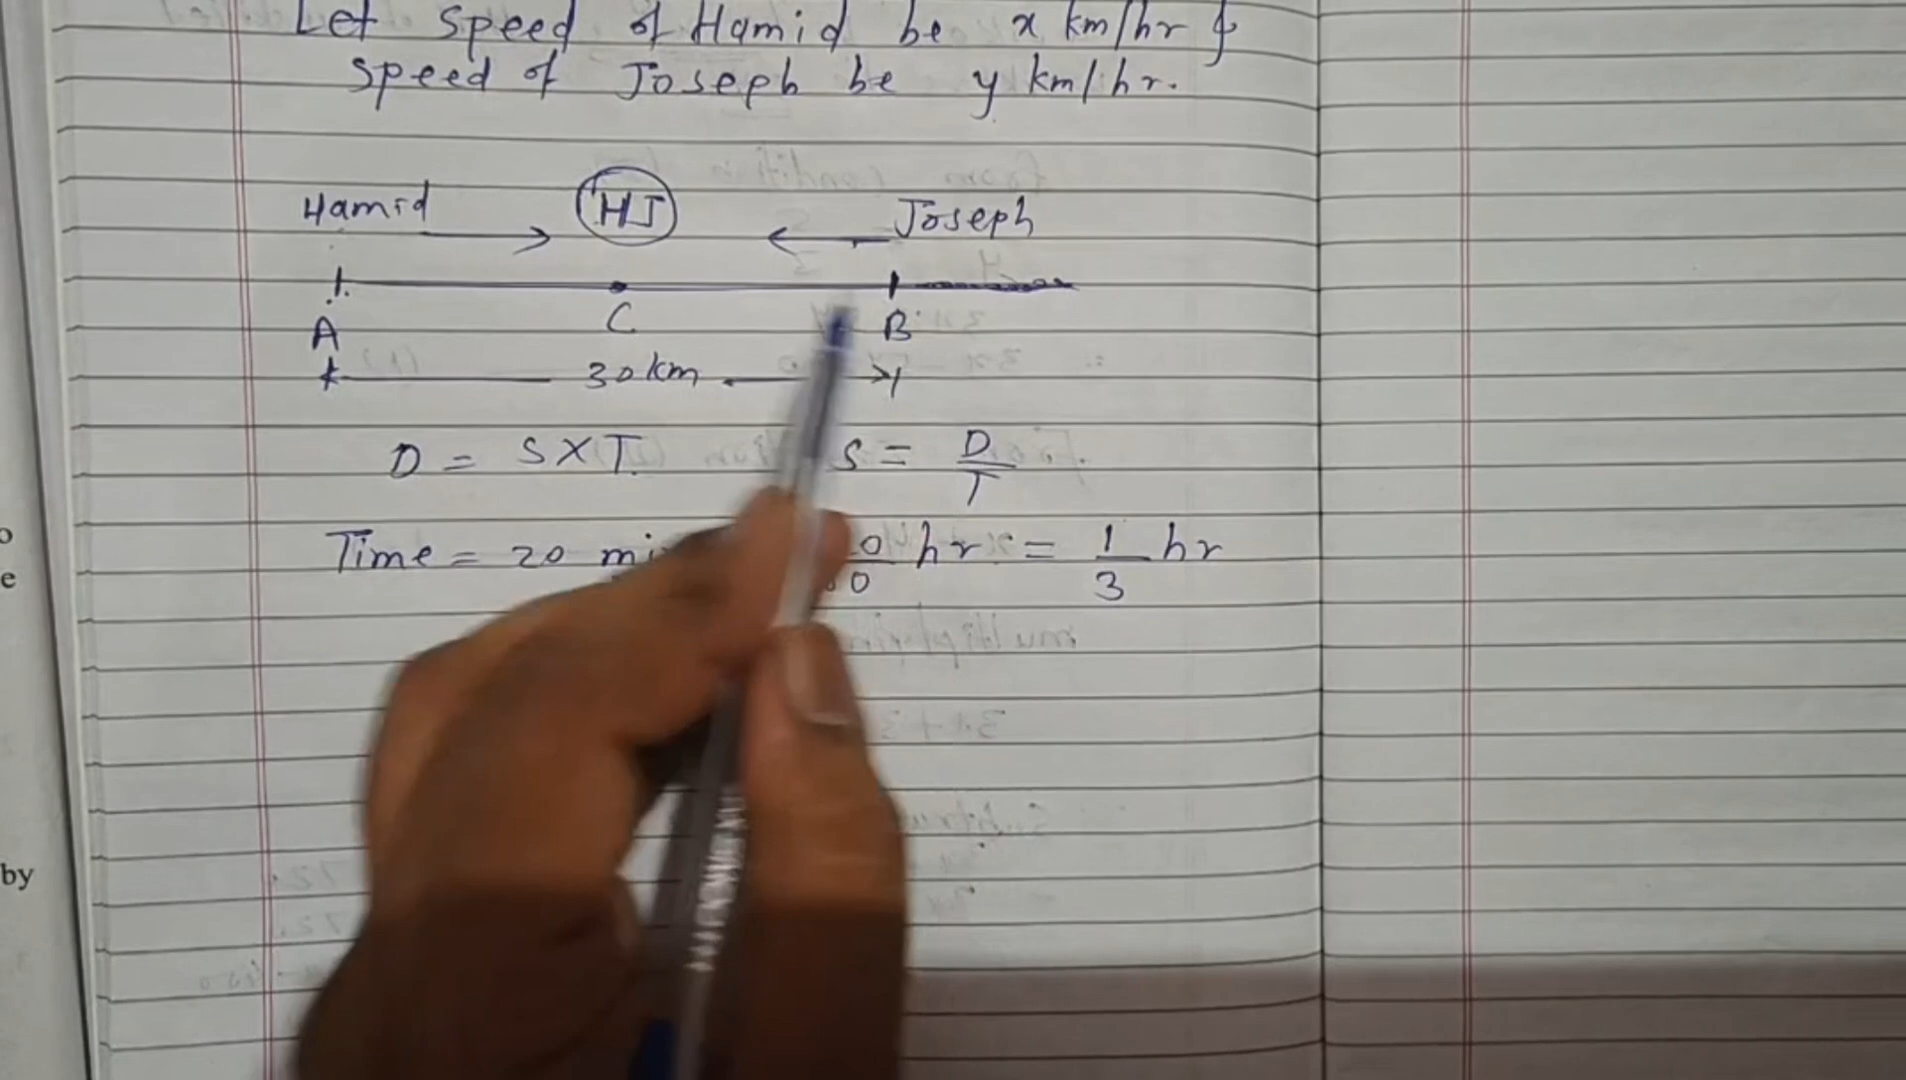 Let speed of Hamid be x km/hr &
speed of Joseph be y km/hr.
Hamid HJ Joseph
A C B
30 km
D = S X T. S = D/T
Time = 20 hr = 1/3 hr
by